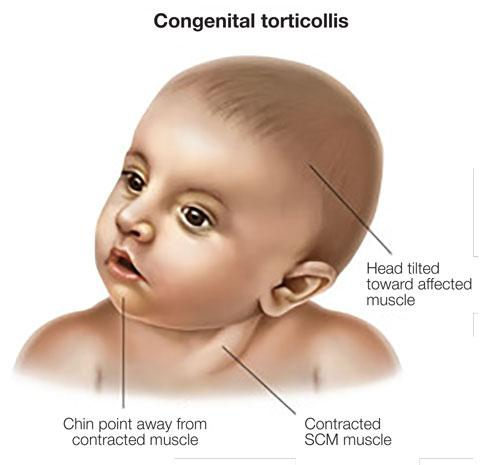 Congenital torticollis
Head tilted
toward affected
muscle
Chin point away from
contracted muscle
Contracted
SCM muscle